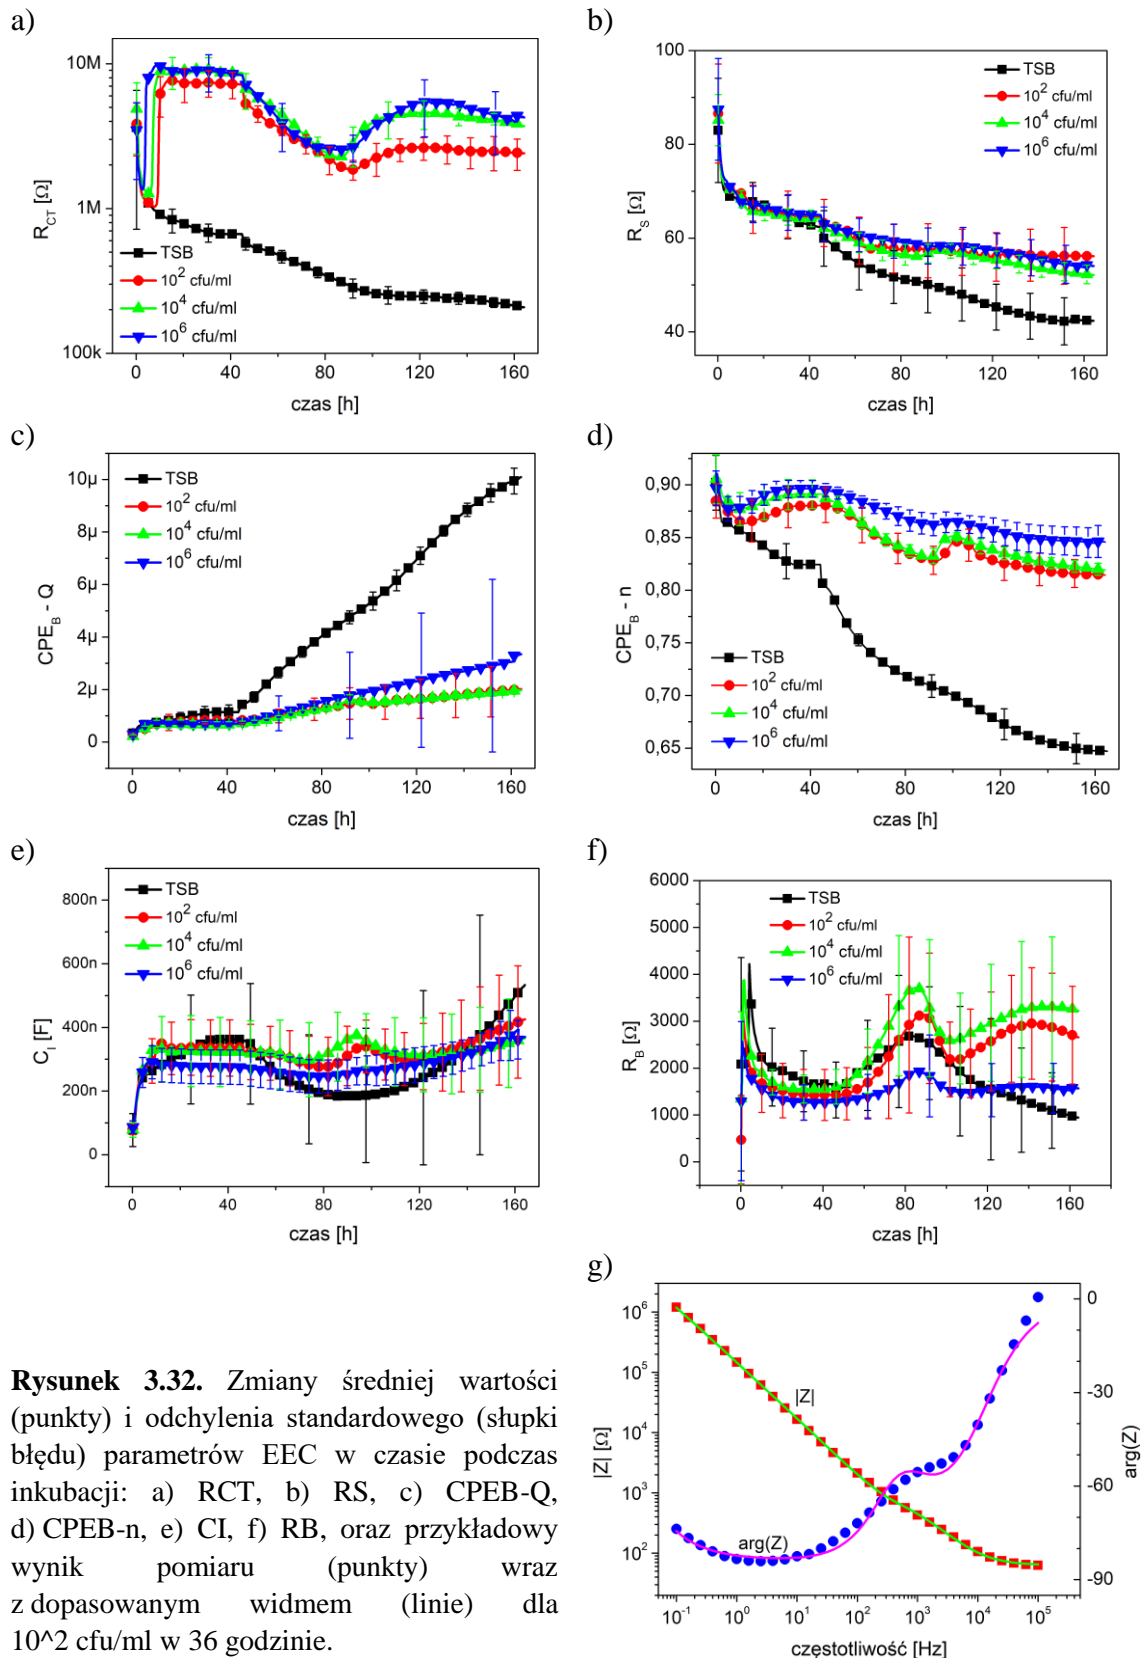 a)
10M
1M
100k
R_CT [Ω]
TSB
10^2 cfu/ml
10^4 cfu/ml
10^6 cfu/ml
0 40 80 120 160
czas [h]
b)
100
80
60
40
R_S [Ω]
TSB
10^2 cfu/ml
10^4 cfu/ml
10^6 cfu/ml
0 40 80 120 160
czas [h]
c)
10µ
8µ
6µ
4µ
2µ
0
CPE_B - Q
TSB
10^2 cfu/ml
10^4 cfu/ml
10^6 cfu/ml
0 40 80 120 160
czas [h]
d)
0,90
0,85
0,80
0,75
0,70
0,65
CPE_B - n
TSB
10^2 cfu/ml
10^4 cfu/ml
10^6 cfu/ml
0 40 80 120 160
czas [h]
e)
800n
600n
400n
200n
0
C_I [F]
TSB
10^2 cfu/ml
10^4 cfu/ml
10^6 cfu/ml
0 40 80 120 160
czas [h]
f)
6000
5000
4000
3000
2000
1000
0
R_B [Ω]
TSB
10^2 cfu/ml
10^4 cfu/ml
10^6 cfu/ml
0 40 80 120 160
czas [h]
g)
10^6
10^5
10^4
10^3
10^2
|Z| [Ω]
|Z|
arg(Z)
0
-30
-60
-90
arg(Z)
10^-1 10^0 10^1 10^2 10^3 10^4 10^5
częstotliwość [Hz]
Rysunek 3.32. Zmiany średniej wartości
(punkty) i odchylenia standardowego (słupki
błędu) parametrów EEC w czasie podczas
inkubacji: a) RCT, b) RS, c) CPEB-Q,
d) CPEB-n, e) CI, f) RB, oraz przykładowy
wynik pomiaru (punkty) wraz
z dopasowanym widmem (linie) dla
10^2 cfu/ml w 36 godzinie.